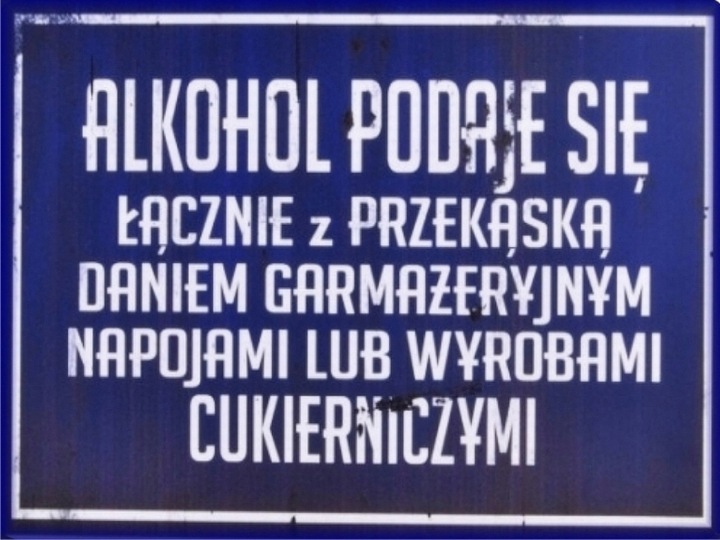 ALKOHOL PODAJE SIĘ
ŁĄCZNIE z PRZEKĄSKĄ
DANIEM GARMAŻERYJNYM
NAPOJAMI LUB WYROBAMI
CUKIERNICZYMI